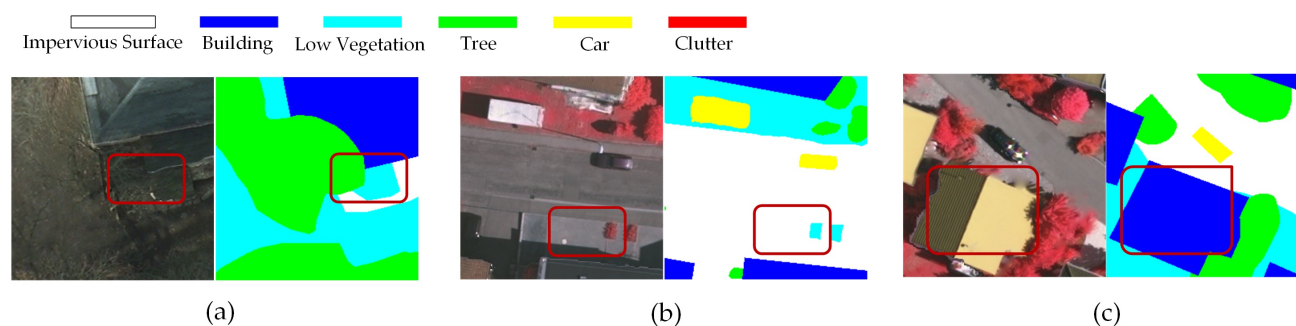 Impervious Surface Building Low Vegetation Tree Car Clutter
(a) (b) (c)